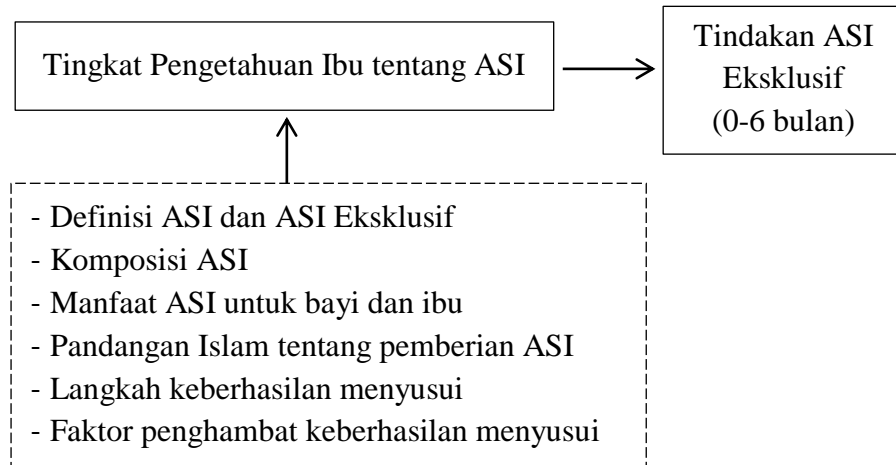 Tingkat Pengetahuan Ibu tentang ASI
Tindakan ASI
Eksklusif
(0-6 bulan)
- Definisi ASI dan ASI Eksklusif
- Komposisi ASI
- Manfaat ASI untuk bayi dan ibu
- Pandangan Islam tentang pemberian ASI
- Langkah keberhasilan menyusui
- Faktor penghambat keberhasilan menyusui